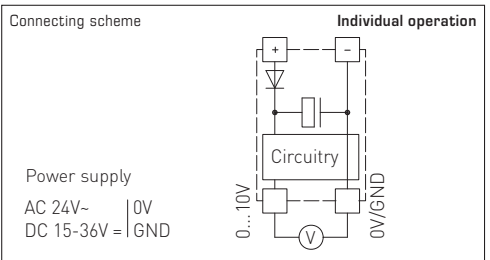 Connecting scheme
Individual operation
+ −
Circuitry
Power supply
AC 24V~ 0V
DC 15-36V = GND
0...10V
0V/GND
V